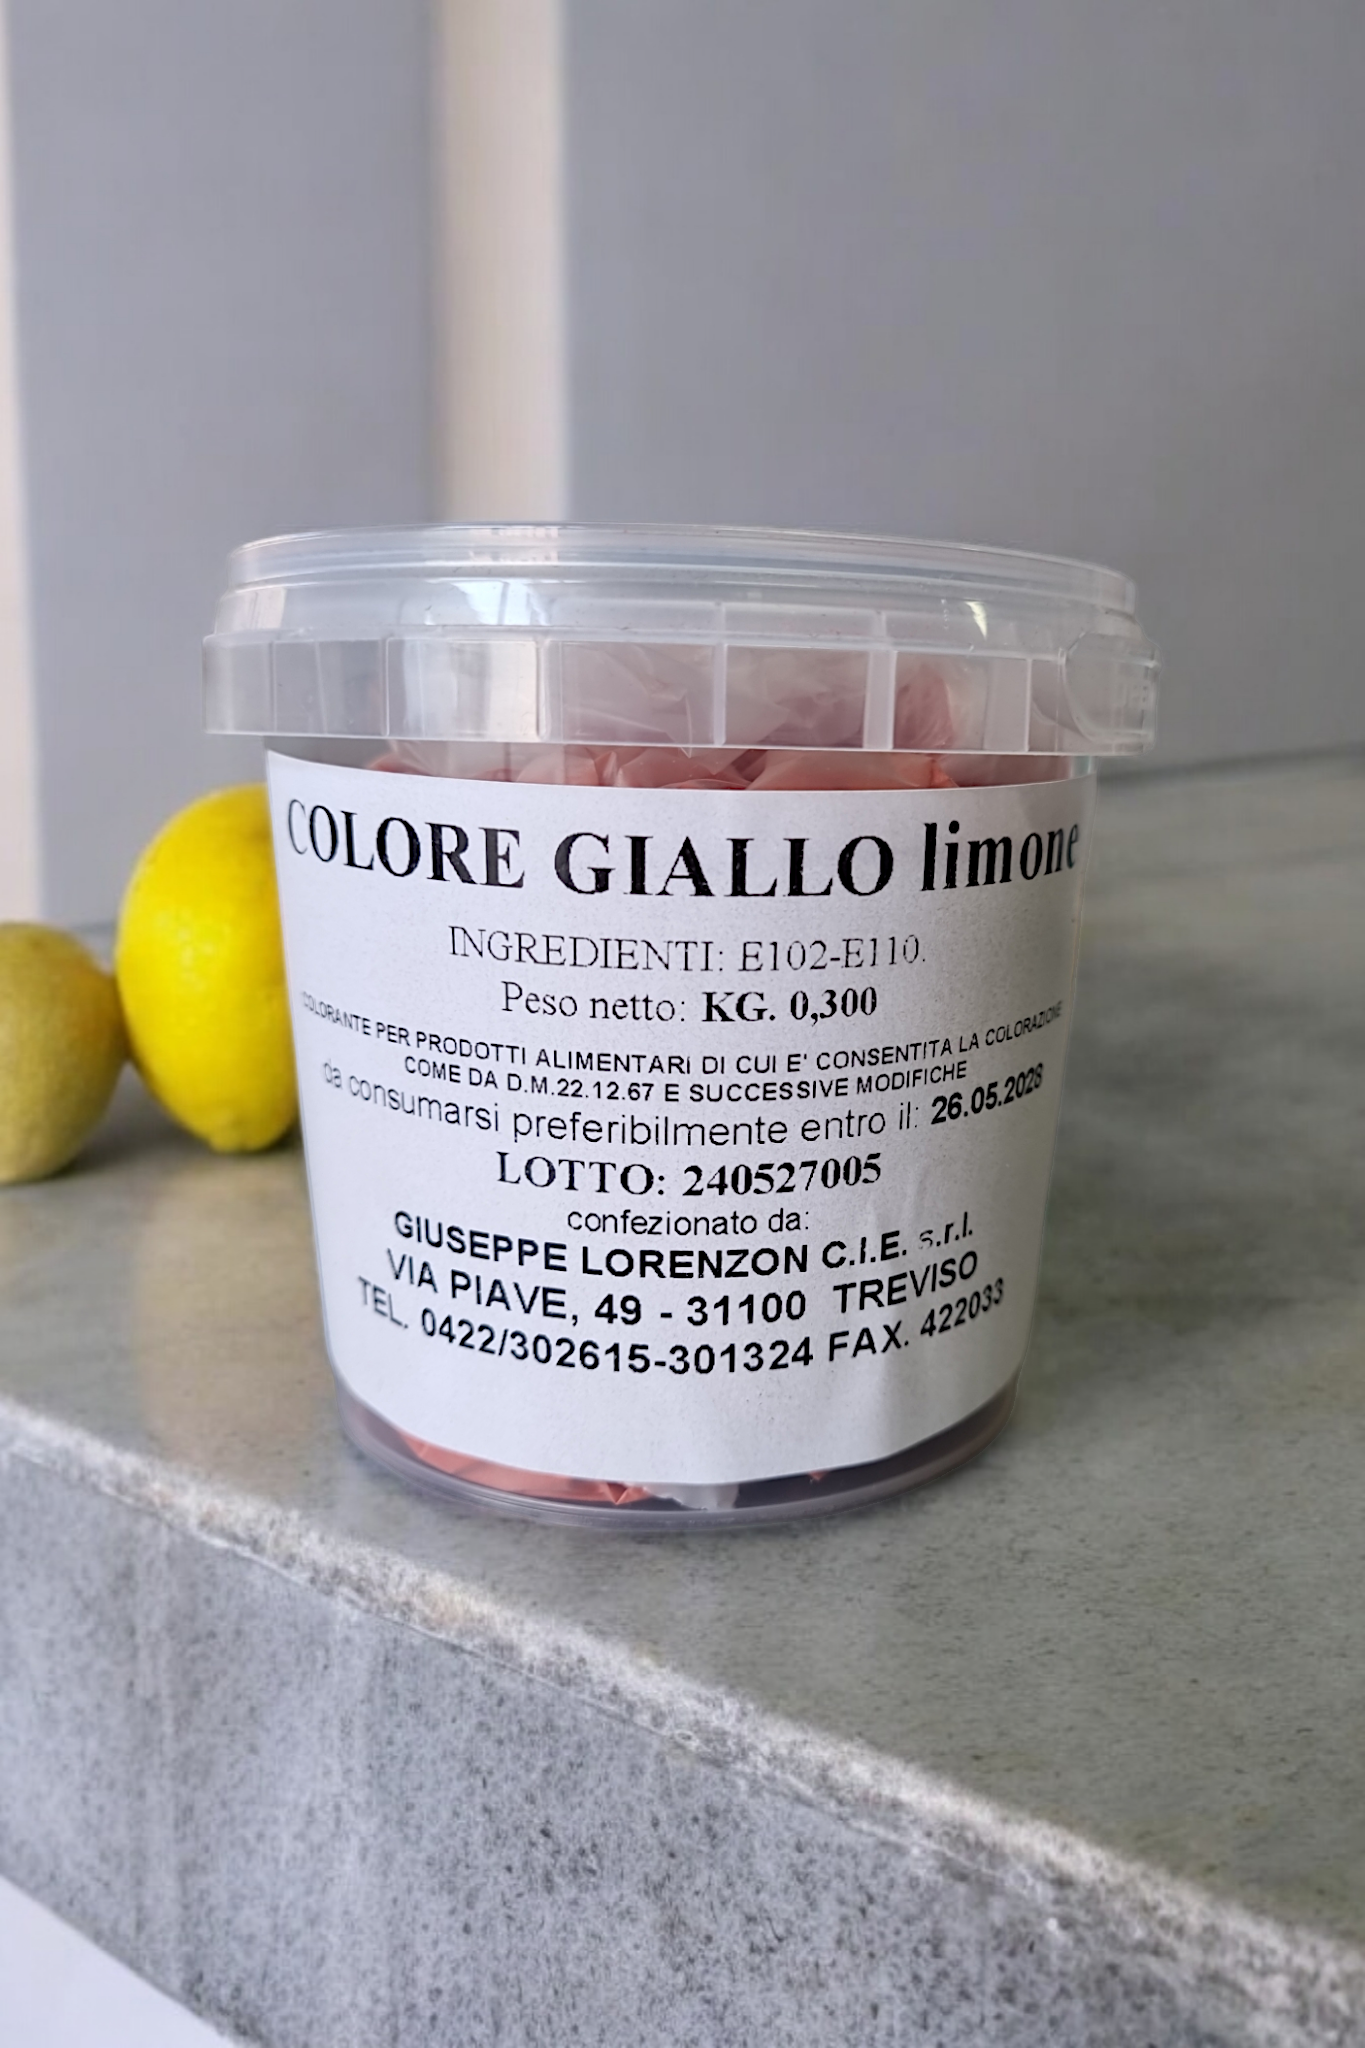 COLORE GIALLO limone
INGREDIENTI: E102-E110.
Peso netto: KG. 0,300
COLORANTE PER PRODOTTI ALIMENTARI DI CUI E' CONSENTITA LA COLORAZIONE
COME DA D.M.22.12.67 E SUCCESSIVE MODIFICHE
da consumarsi preferibilmente entro il: 26.05.2028
LOTTO: 240527005
confezionato da:
GIUSEPPE LORENZON C.I.E. s.r.l.
VIA PIAVE, 49 - 31100 TREVISO
TEL. 0422/302615-301324 FAX. 422033